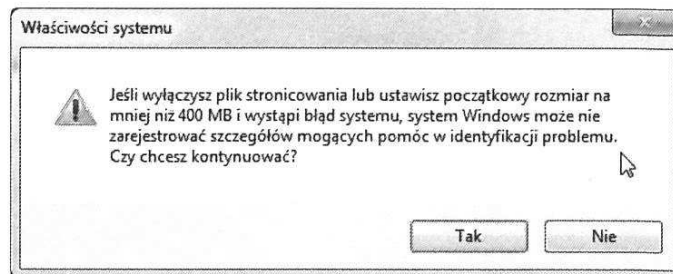 Właściwości systemu
Jeśli wyłączysz plik stronicowania lub ustawisz początkowy rozmiar na
mniej niż 400 MB i wystąpi błąd systemu, system Windows może nie
zarejestrować szczegółów mogących pomóc w identyfikacji problemu.
Czy chcesz kontynuować?
Tak
Nie